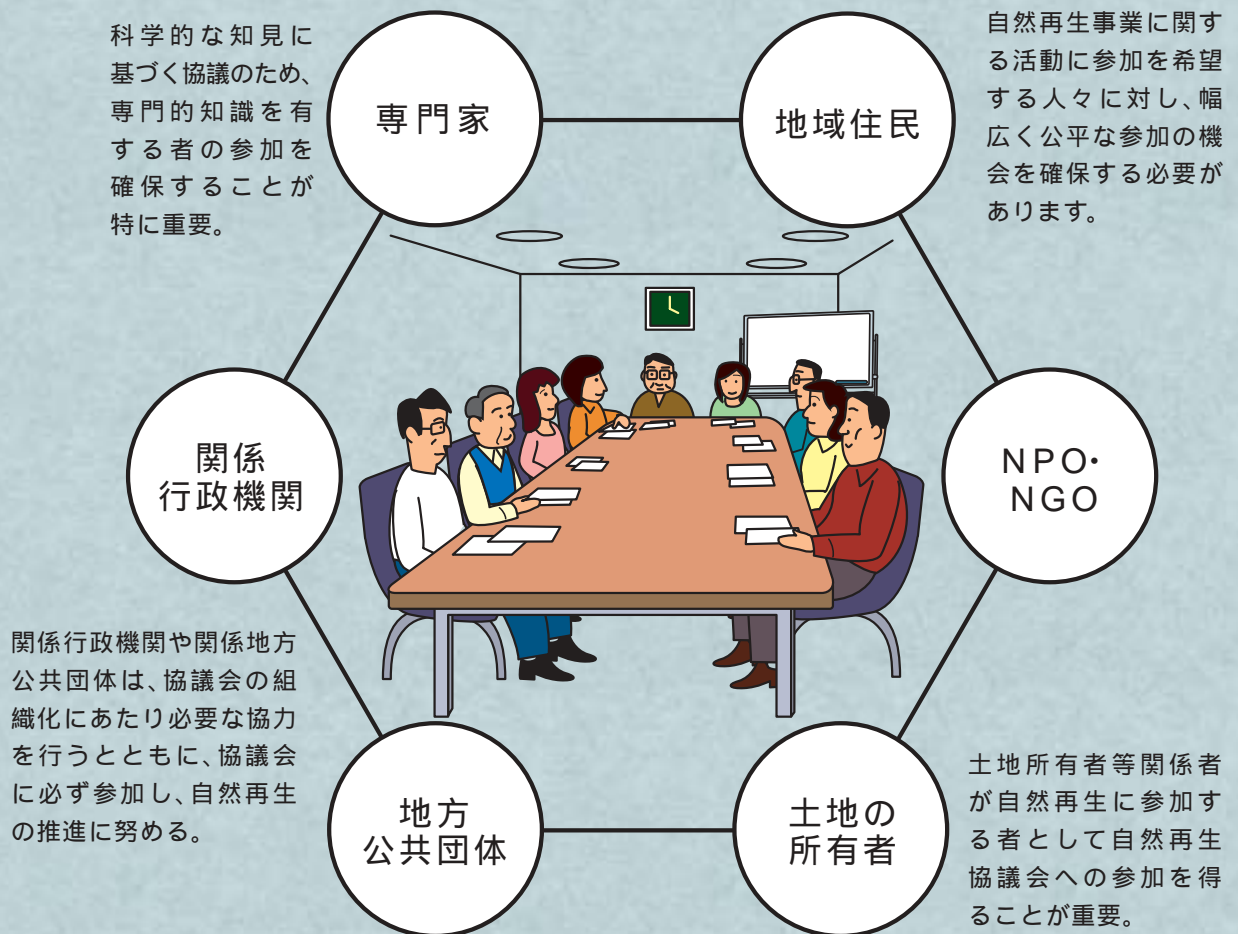 科学的な知見に
基づく協議のため、
専門的知識を有
する者の参加を
確保することが
特に重要。
専門家
地域住民
自然再生事業に関す
る活動に参加を希望
する人々に対し、幅
広く公平な参加の機
会を確保する必要が
あります。
関係
行政機関
NPO・
NGO
関係行政機関や関係地方
公共団体は、協議会の組
織化にあたり必要な協力
を行うとともに、協議会
に必ず参加し、自然再生
の推進に努める。
地方
公共団体
土地の
所有者
土地所有者等関係者
が自然再生に参加す
る者として自然再生
協議会への参加を得
ることが重要。